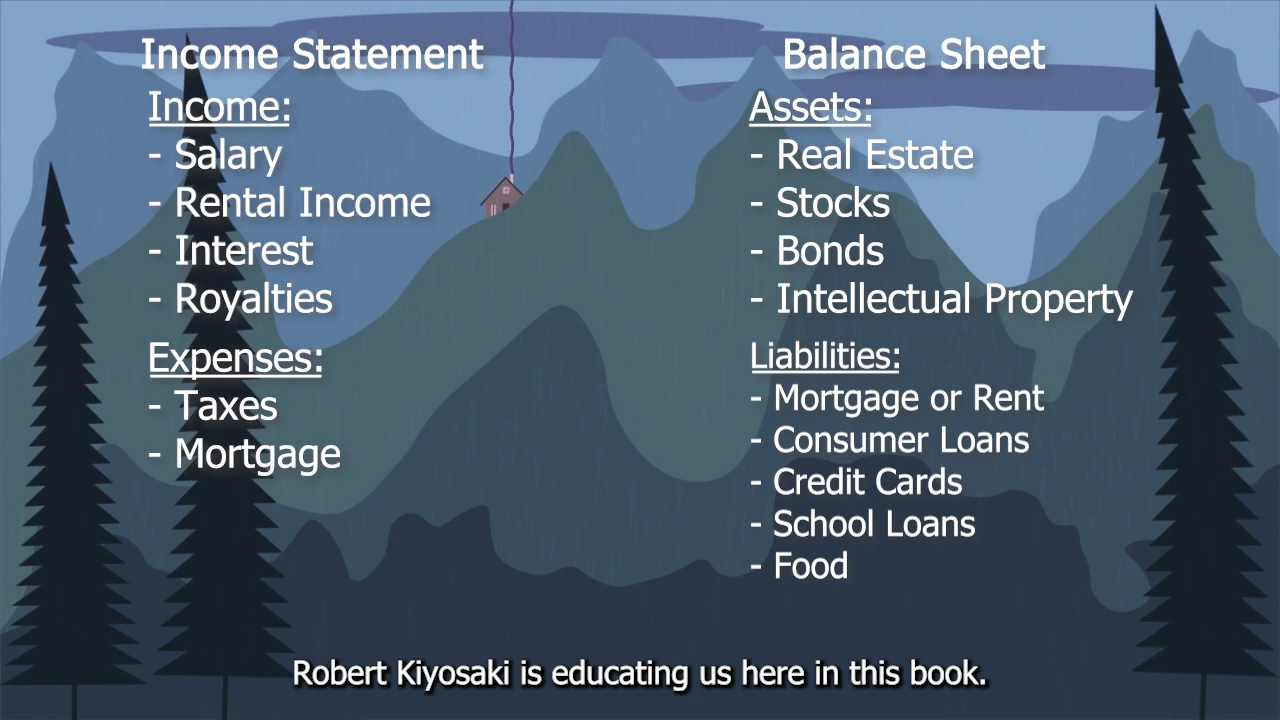 Income Statement
Income:
- Salary
- Rental Income
- Interest
- Royalties
Expenses:
- Taxes
- Mortgage
Balance Sheet
Assets:
- Real Estate
- Stocks
- Bonds
- Intellectual Property
Liabilities:
- Mortgage or Rent
- Consumer Loans
- Credit Cards
- School Loans
- Food
Robert Kiyosaki is educating us here in this book.